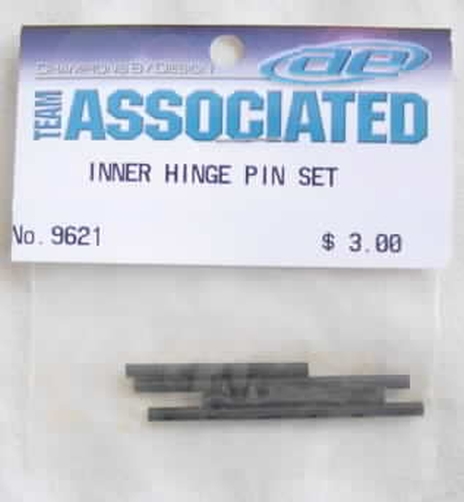 CHAMPIONS BY DESIGN
ae
TEAM ASSOCIATED
INNER HINGE PIN SET
No. 9621
$ 3.00